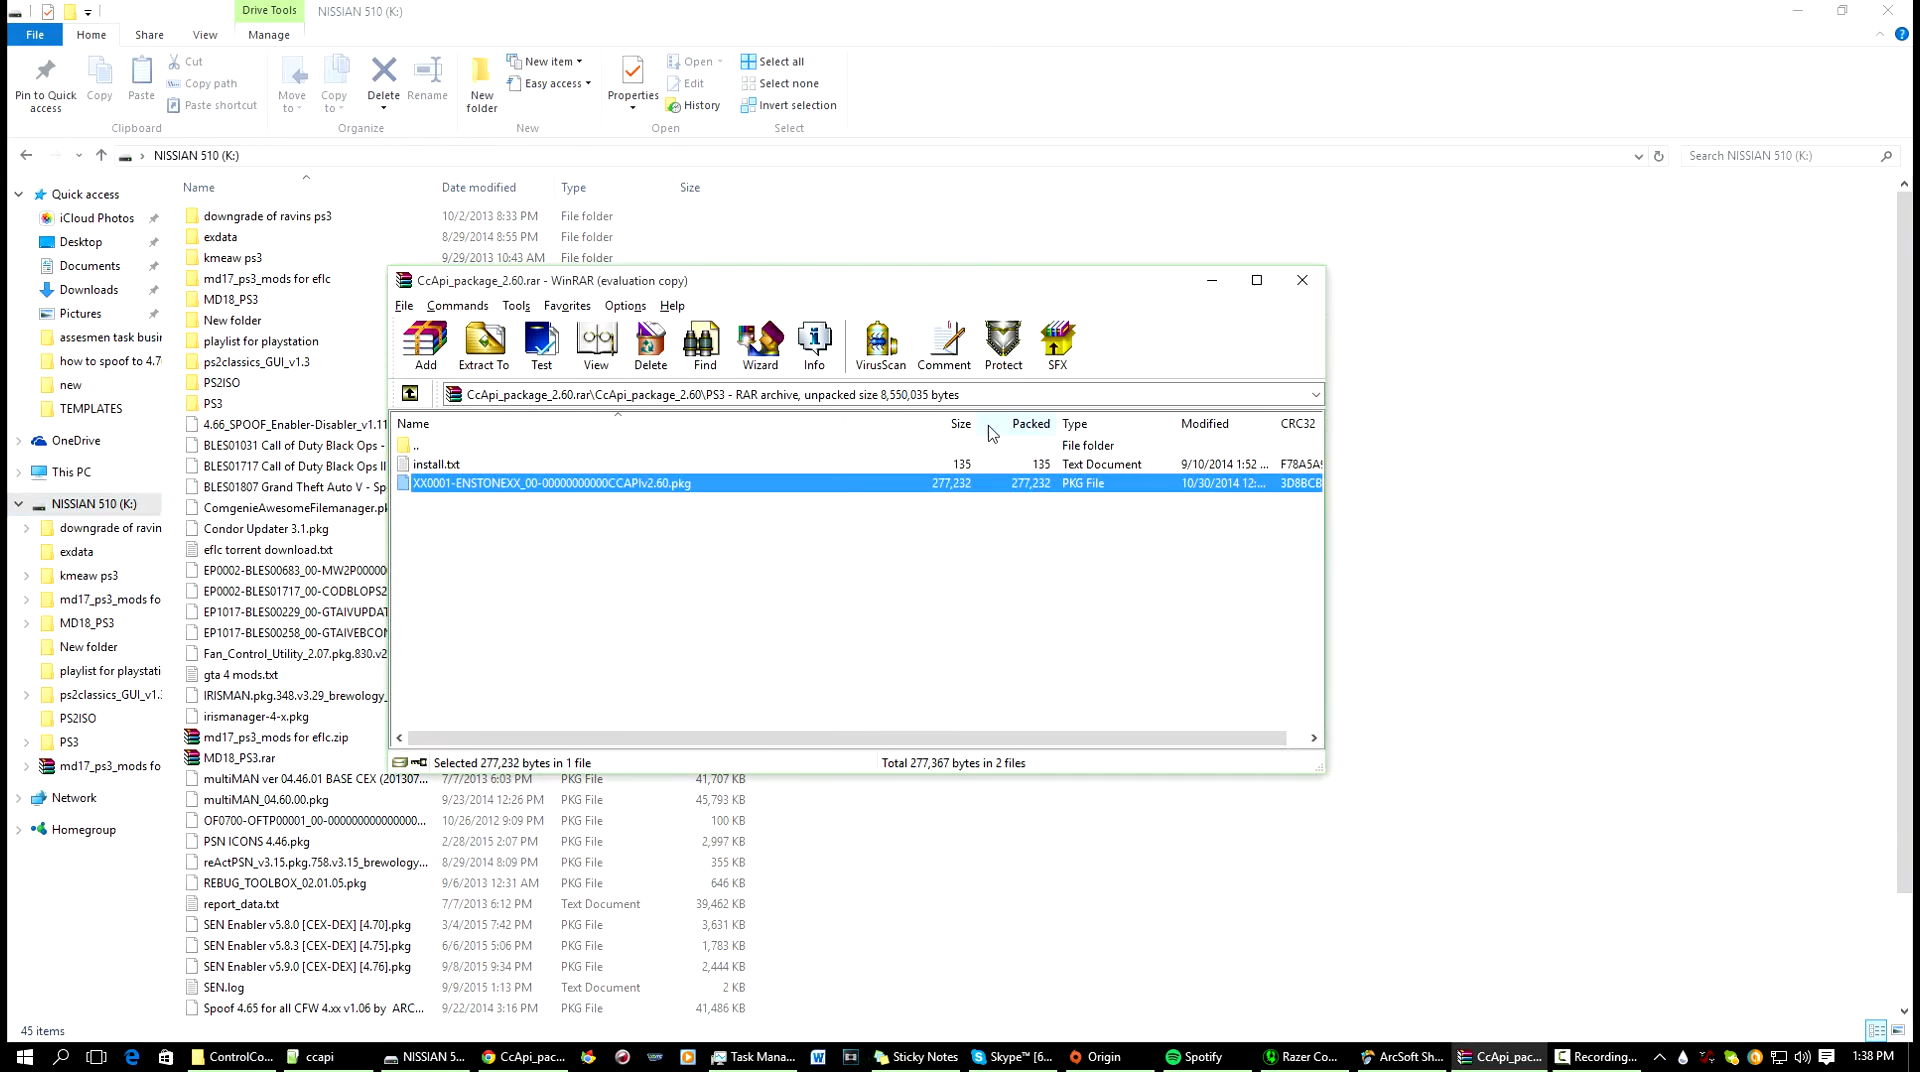 Drive Tools NISSIAN 510 (K:)
File Home Share View Manage
Pin to Quick access
Copy
Paste
Cut
Copy path
Paste shortcut
Clipboard
Move to
Copy to
Delete
Rename
Organize
New folder
New item
Easy access
New
Properties
Open
Edit
History
Open
Select all
Select none
Invert selection
Select
NISSIAN 510 (K:)
Search NISSIAN 510 (K:)
Quick access
iCloud Photos
Desktop
Documents
Downloads
Pictures
assesmen task busin
how to spoof to 4.7
new
TEMPLATES
OneDrive
This PC
NISSIAN 510 (K:)
downgrade of ravin
exdata
kmeaw ps3
md17_ps3_mods fo
MD18_PS3
New folder
playlist for playstati
ps2classics_GUI_v1.3
PS2ISO
PS3
md17_ps3_mods fo
Network
Homegroup
Name Date modified Type Size
downgrade of ravins ps3 10/2/2013 8:33 PM File folder
exdata 8/29/2014 8:55 PM File folder
kmeaw ps3 9/29/2013 10:43 AM File folder
md17_ps3_mods for eflc
MD18_PS3
New folder
playlist for playstation
ps2classics_GUI_v1.3
PS2ISO
PS3
4.66_SPOOF_Enabler-Disabler_v1.11
BLES01031 Call of Duty Black Ops -
BLES01717 Call of Duty Black Ops II
BLES01807 Grand Theft Auto V - Sp
ComgenieAwesomeFilemanager.pk
Condor Updater 3.1.pkg
eflc torrent download.txt
EP0002-BLES00683_00-MW2P00000
EP0002-BLES01717_00-CODBLOPS2
EP1017-BLES00229_00-GTAIVUPDAT
EP1017-BLES00258_00-GTAIVEBCON
Fan_Control_Utility_2.07.pkg.830.v2
gta 4 mods.txt
IRISMAN.pkg.348.v3.29_brewology_
irismanager-4-x.pkg
md17_ps3_mods for eflc.zip
MD18_PS3.rar
multiMAN ver 04.46.01 BASE CEX (201307... 7/7/2013 6:03 PM PKG File 41,707 KB
multiMAN_04.60.00.pkg 9/23/2014 12:26 PM PKG File 45,793 KB
OF0700-OFTP00001_00-000000000000000... 10/26/2012 9:09 PM PKG File 100 KB
PSN ICONS 4.46.pkg 2/28/2015 2:07 PM PKG File 2,997 KB
reActPSN_v3.15.pkg.758.v3.15_brewology... 8/29/2014 8:09 PM PKG File 355 KB
REBUG_TOOLBOX_02.01.05.pkg 9/6/2013 12:31 AM PKG File 646 KB
report_data.txt 7/7/2013 6:12 PM Text Document 39,462 KB
SEN Enabler v5.8.0 [CEX-DEX] [4.70].pkg 3/4/2015 7:42 PM PKG File 3,631 KB
SEN Enabler v5.8.3 [CEX-DEX] [4.75].pkg 6/6/2015 5:06 PM PKG File 1,783 KB
SEN Enabler v5.9.0 [CEX-DEX] [4.76].pkg 9/8/2015 9:34 PM PKG File 2,444 KB
SEN.log 9/9/2015 1:13 PM Text Document 2 KB
Spoof 4.65 for all CFW 4.xx v1.06 by ARC... 9/22/2014 3:16 PM PKG File 41,486 KB
CcApi_package_2.60.rar - WinRAR (evaluation copy)
File Commands Tools Favorites Options Help
Add Extract To Test View Delete Find Wizard Info VirusScan Comment Protect SFX
CcApi_package_2.60.rar\CcApi_package_2.60\PS3 - RAR archive, unpacked size 8,550,035 bytes
Name Size Packed Type Modified CRC32
.. File folder
install.txt 135 135 Text Document 9/10/2014 1:52 ... F78A5A
XX0001-ENSTONEXX_00-00000000000CCAPIv2.60.pkg 277,232 277,232 PKG File 10/30/2014 12:... 3D8BCB
Selected 277,232 bytes in 1 file Total 277,367 bytes in 2 files
45 items
ControlCo... ccapi NISSIAN 5... CcApi_pac... Task Mana... Sticky Notes Skype™ [6... Origin Spotify Razer Co... ArcSoft Sh... CcApi_pac... Recording... 1:38 PM